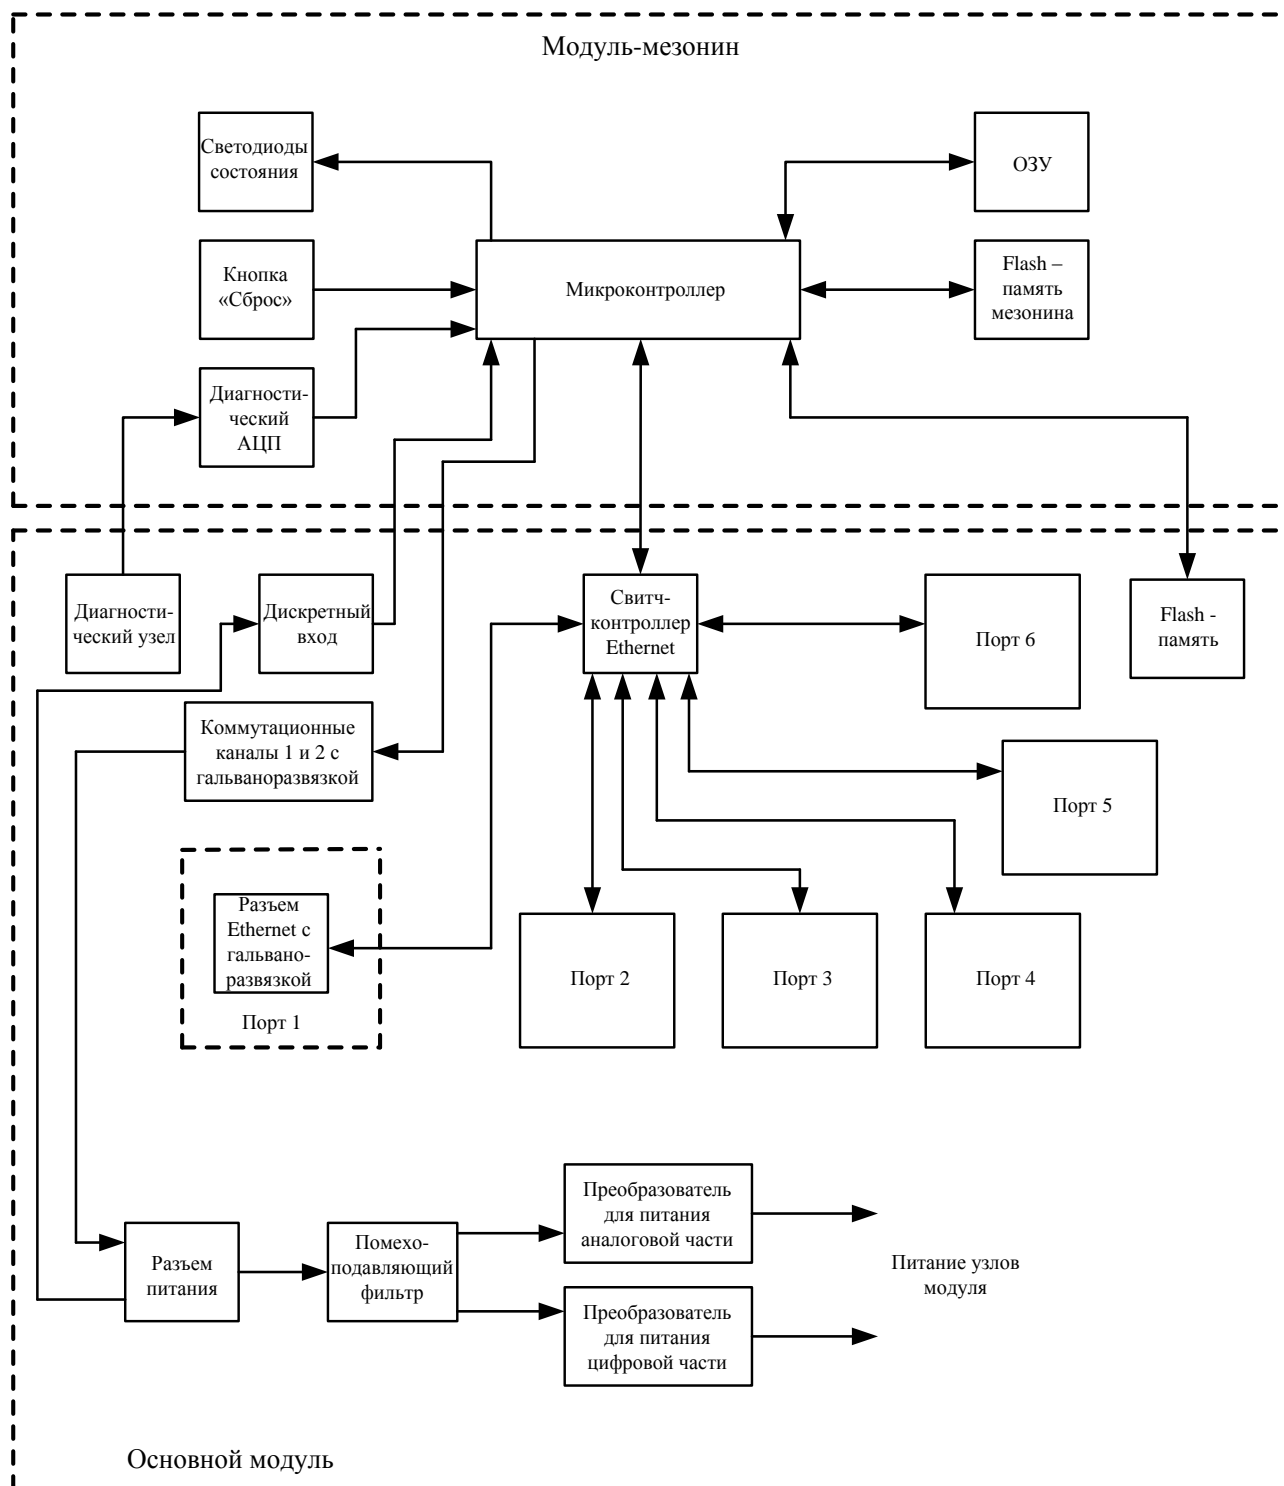 Модуль-мезонин
Светодиоды
состояния
ОЗУ
Кнопка
«Сброс»
Микроконтроллер
Flash –
память
мезонина
Диагности-
ческий
АЦП
Диагности-
ческий узел
Дискретный
вход
Свитч-
контроллер
Ethernet
Порт 6
Flash -
память
Коммутационные
каналы 1 и 2 с
гальваноразвязкой
Порт 5
Разъем
Ethernet с
гальвано-
развязкой
Порт 1
Порт 2
Порт 3
Порт 4
Разъем
питания
Помехо-
подавляющий
фильтр
Преобразователь
для питания
аналоговой части
Преобразователь
для питания
цифровой части
Питание узлов
модуля
Основной модуль